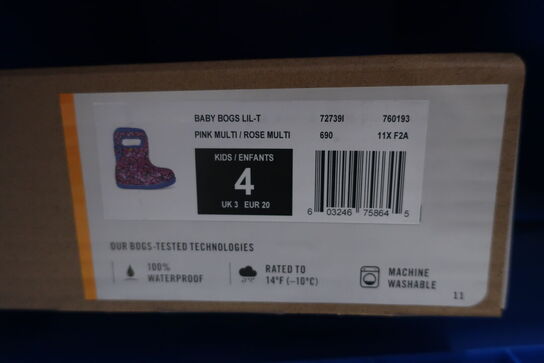 BABY BOGS LIL-T 72739I 760193
PINK MULTI / ROSE MULTI 690 11X F2A
KIDS / ENFANTS
4
UK 3 EUR 20
6 03246 75864 5
OUR BOGS-TESTED TECHNOLOGIES
100% WATERPROOF
RATED TO 14°F (-10°C)
MACHINE WASHABLE
11